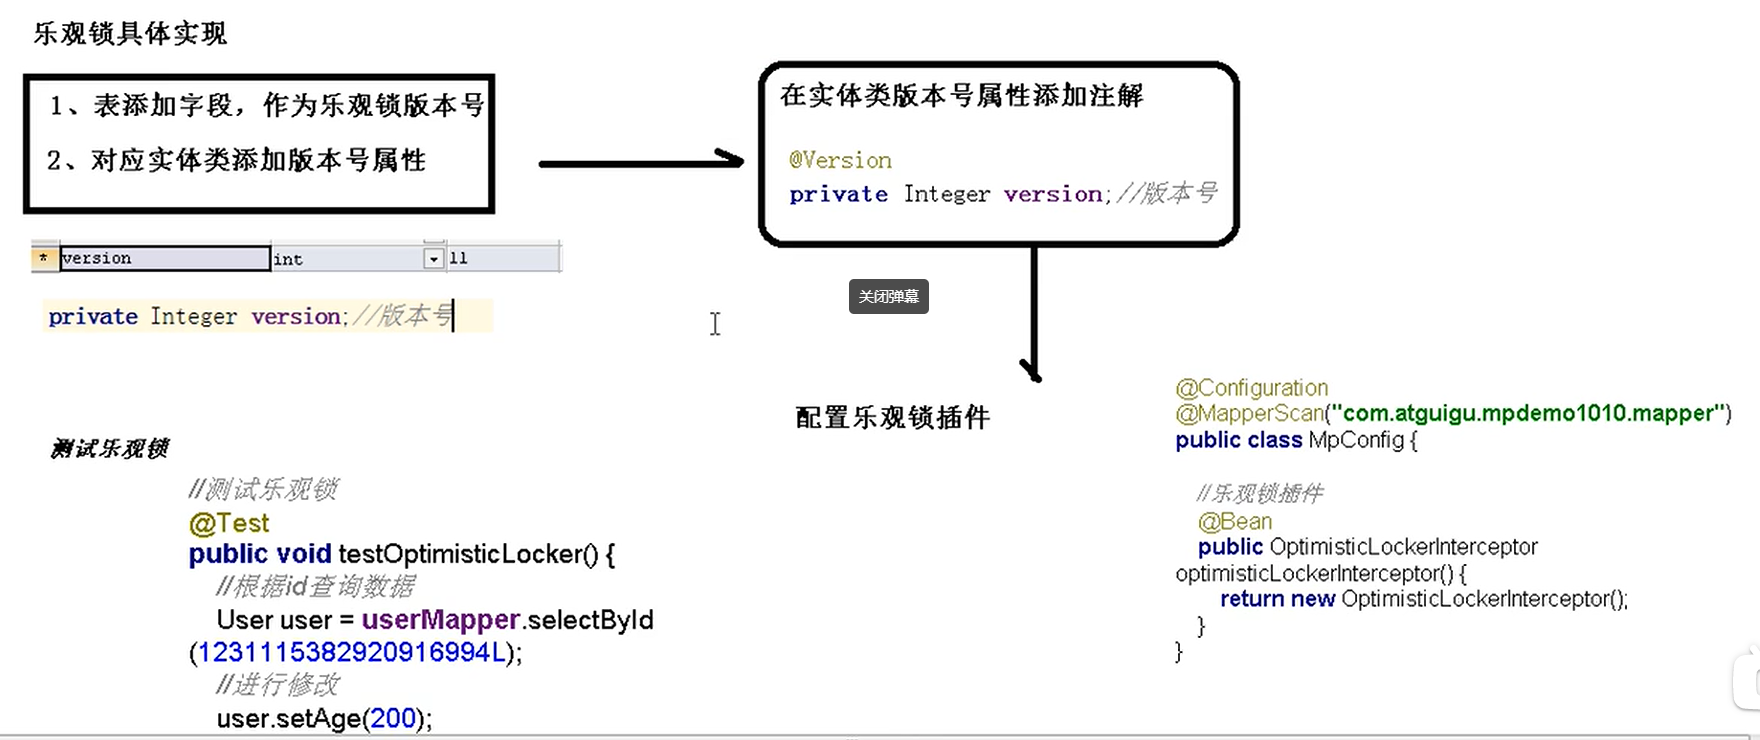 乐观锁具体实现
1、表添加字段，作为乐观锁版本号
2、对应实体类添加版本号属性
* version int 11
private Integer version;//版本号
在实体类版本号属性添加注解
@Version
private Integer version;//版本号
关闭弹幕
配置乐观锁插件
@Configuration
@MapperScan("com.atguigu.mpdemo1010.mapper")
public class MpConfig {
//乐观锁插件
@Bean
public OptimisticLockerInterceptor
optimisticLockerInterceptor() {
return new OptimisticLockerInterceptor();
}
}
测试乐观锁
//测试乐观锁
@Test
public void testOptimisticLocker() {
//根据id查询数据
User user = userMapper.selectById
(1231115382920916994L);
//进行修改
user.setAge(200);